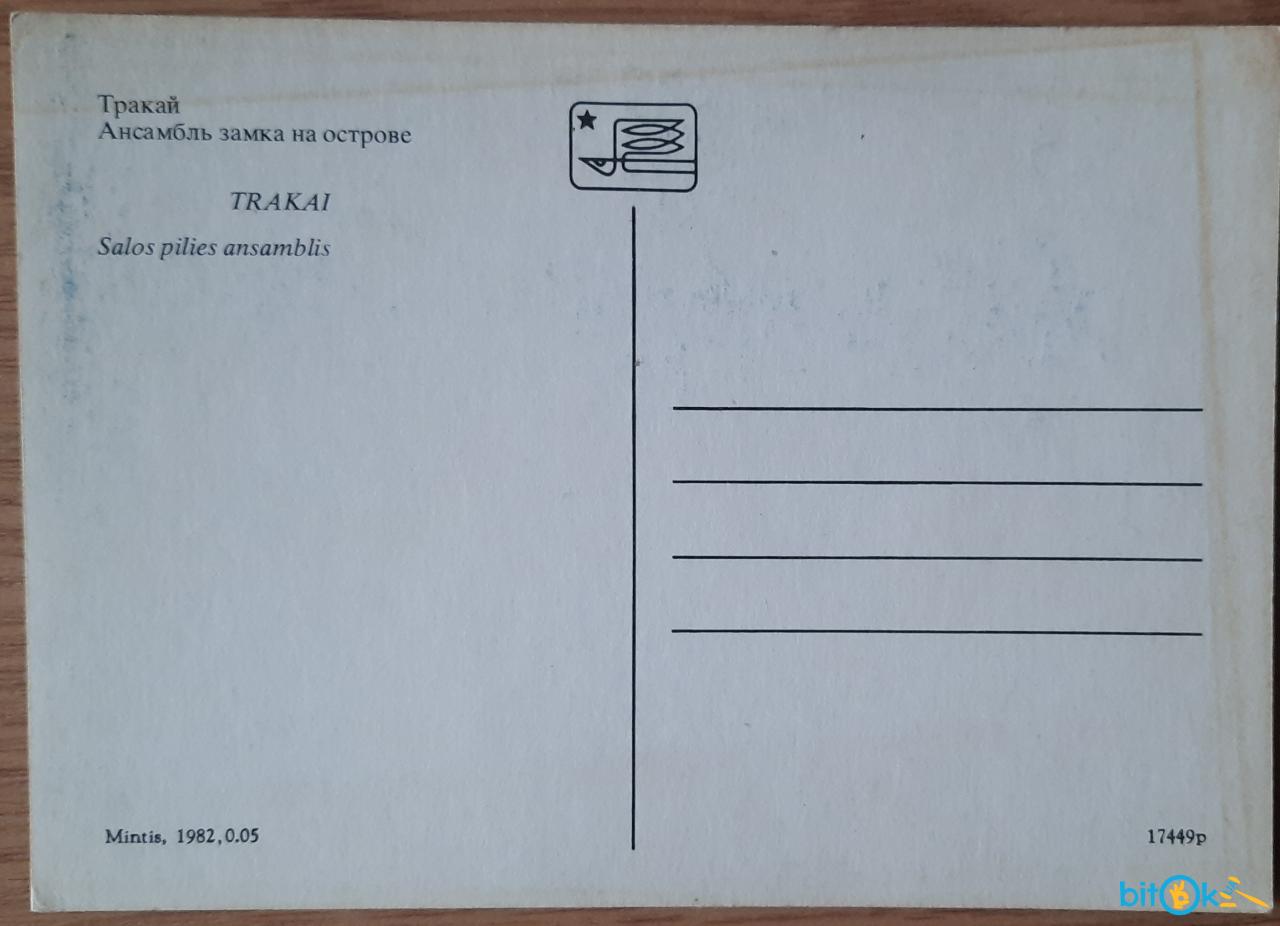 Тракай
Ансамбль замка на острове
TRAKAI
Salos pilies ansamblis
Mintis, 1982,0.05
17449р
bitOk